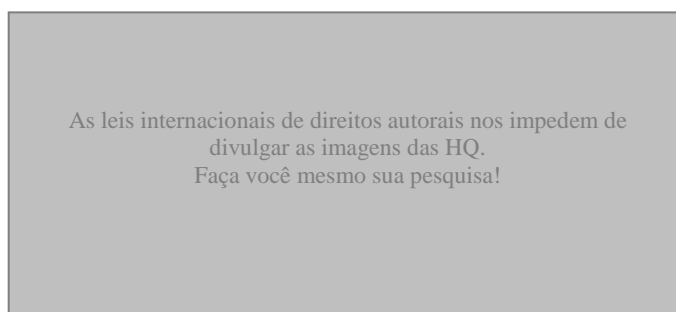 As leis internacionais de direitos autorais nos impedem de
divulgar as imagens das HQ.
Faça você mesmo sua pesquisa!